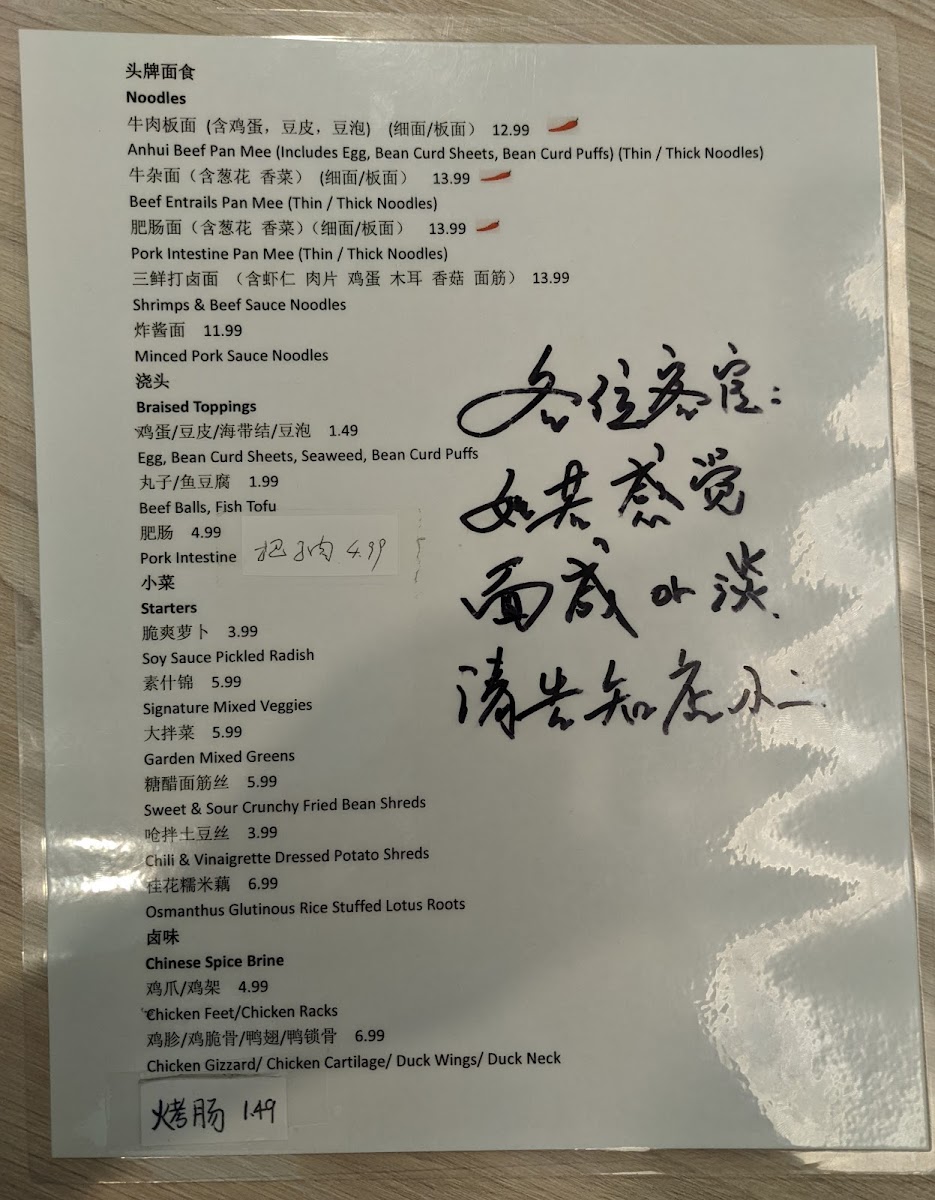 头牌面食
Noodles
牛肉板面 (含鸡蛋，豆皮，豆泡) (细面/板面) 12.99
Anhui Beef Pan Mee (Includes Egg, Bean Curd Sheets, Bean Curd Puffs) (Thin / Thick Noodles)
牛杂面（含葱花 香菜） (细面/板面) 13.99
Beef Entrails Pan Mee (Thin / Thick Noodles)
肥肠面（含葱花 香菜）（细面/板面） 13.99
Pork Intestine Pan Mee (Thin / Thick Noodles)
三鲜打卤面 （含虾仁 肉片 鸡蛋 木耳 香菇 面筋） 13.99
Shrimps & Beef Sauce Noodles
炸酱面 11.99
Minced Pork Sauce Noodles
浇头
Braised Toppings
鸡蛋/豆皮/海带结/豆泡 1.49
Egg, Bean Curd Sheets, Seaweed, Bean Curd Puffs
丸子/鱼豆腐 1.99
Beef Balls, Fish Tofu
肥肠 4.99
Pork Intestine
把子肉 4.99
小菜
Starters
脆爽萝卜 3.99
Soy Sauce Pickled Radish
素什锦 5.99
Signature Mixed Veggies
大拌菜 5.99
Garden Mixed Greens
糖醋面筋丝 5.99
Sweet & Sour Crunchy Fried Bean Shreds
呛拌土豆丝 3.99
Chili & Vinaigrette Dressed Potato Shreds
桂花糯米藕 6.99
Osmanthus Glutinous Rice Stuffed Lotus Roots
卤味
Chinese Spice Brine
鸡爪/鸡架 4.99
Chicken Feet/Chicken Racks
鸡胗/鸡脆骨/鸭翅/鸭锁骨 6.99
Chicken Gizzard/ Chicken Cartilage/ Duck Wings/ Duck Neck
烤肠 1.49
各位客官：
如若感觉
面咸 or 淡
请告知店小二.